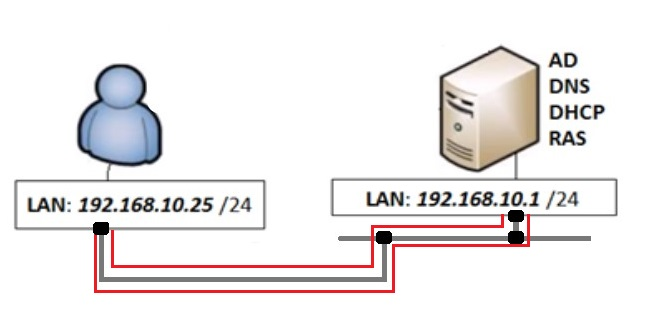 AD
DNS
DHCP
RAS
LAN: 192.168.10.25 /24
LAN: 192.168.10.1 /24